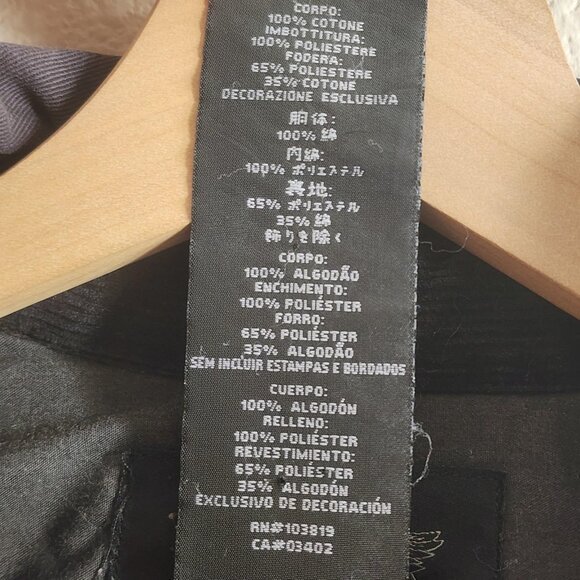 CORPO:
100% COTONE
IMBOTTITURA:
100% POLIESTERE
FODERA:
65% POLIESTERE
35% COTONE
DECORAZIONE ESCLUSIVA
胴体:
100% 綿
内綿:
100% ポリエステル
裏地:
65% ポリエステル
35% 綿
飾りを除く
CORPO:
100% ALGODÃO
ENCHIMENTO:
100% POLIÉSTER
FORRO:
65% POLIÉSTER
35% ALGODÃO
SEM INCLUIR ESTAMPAS E BORDADOS
CUERPO:
100% ALGODÓN
RELLENO:
100% POLIÉSTER
REVESTIMIENTO:
65% POLIÉSTER
35% ALGODÓN
EXCLUSIVO DE DECORACIÓN
RN#103819
CA#03402